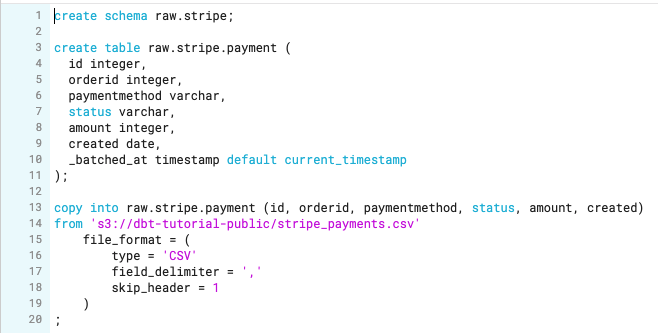 1 create schema raw.stripe;
2
3 create table raw.stripe.payment (
4   id integer,
5   orderid integer,
6   paymentmethod varchar,
7   status varchar,
8   amount integer,
9   created date,
10   _batched_at timestamp default current_timestamp
11 );
12
13 copy into raw.stripe.payment (id, orderid, paymentmethod, status, amount, created)
14 from 's3://dbt-tutorial-public/stripe_payments.csv'
15     file_format = (
16         type = 'CSV'
17         field_delimiter = ','
18         skip_header = 1
19     )
20 ;